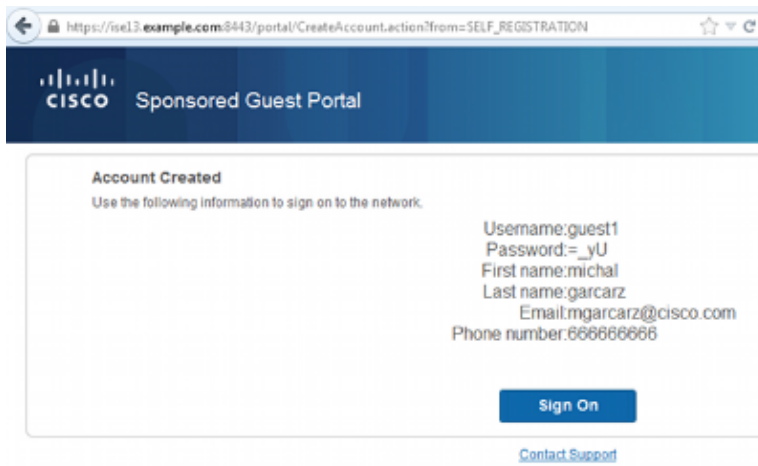 https://ise13.example.com:8443/portal/CreateAccount.action?from=SELF_REGISTRATION
CISCO Sponsored Guest Portal
Account Created
Use the following information to sign on to the network.
Username:guest1
Password:=_yU
First name:michal
Last name:garcarz
Email:mgarcarz@cisco.com
Phone number:666666666
Sign On
Contact Support